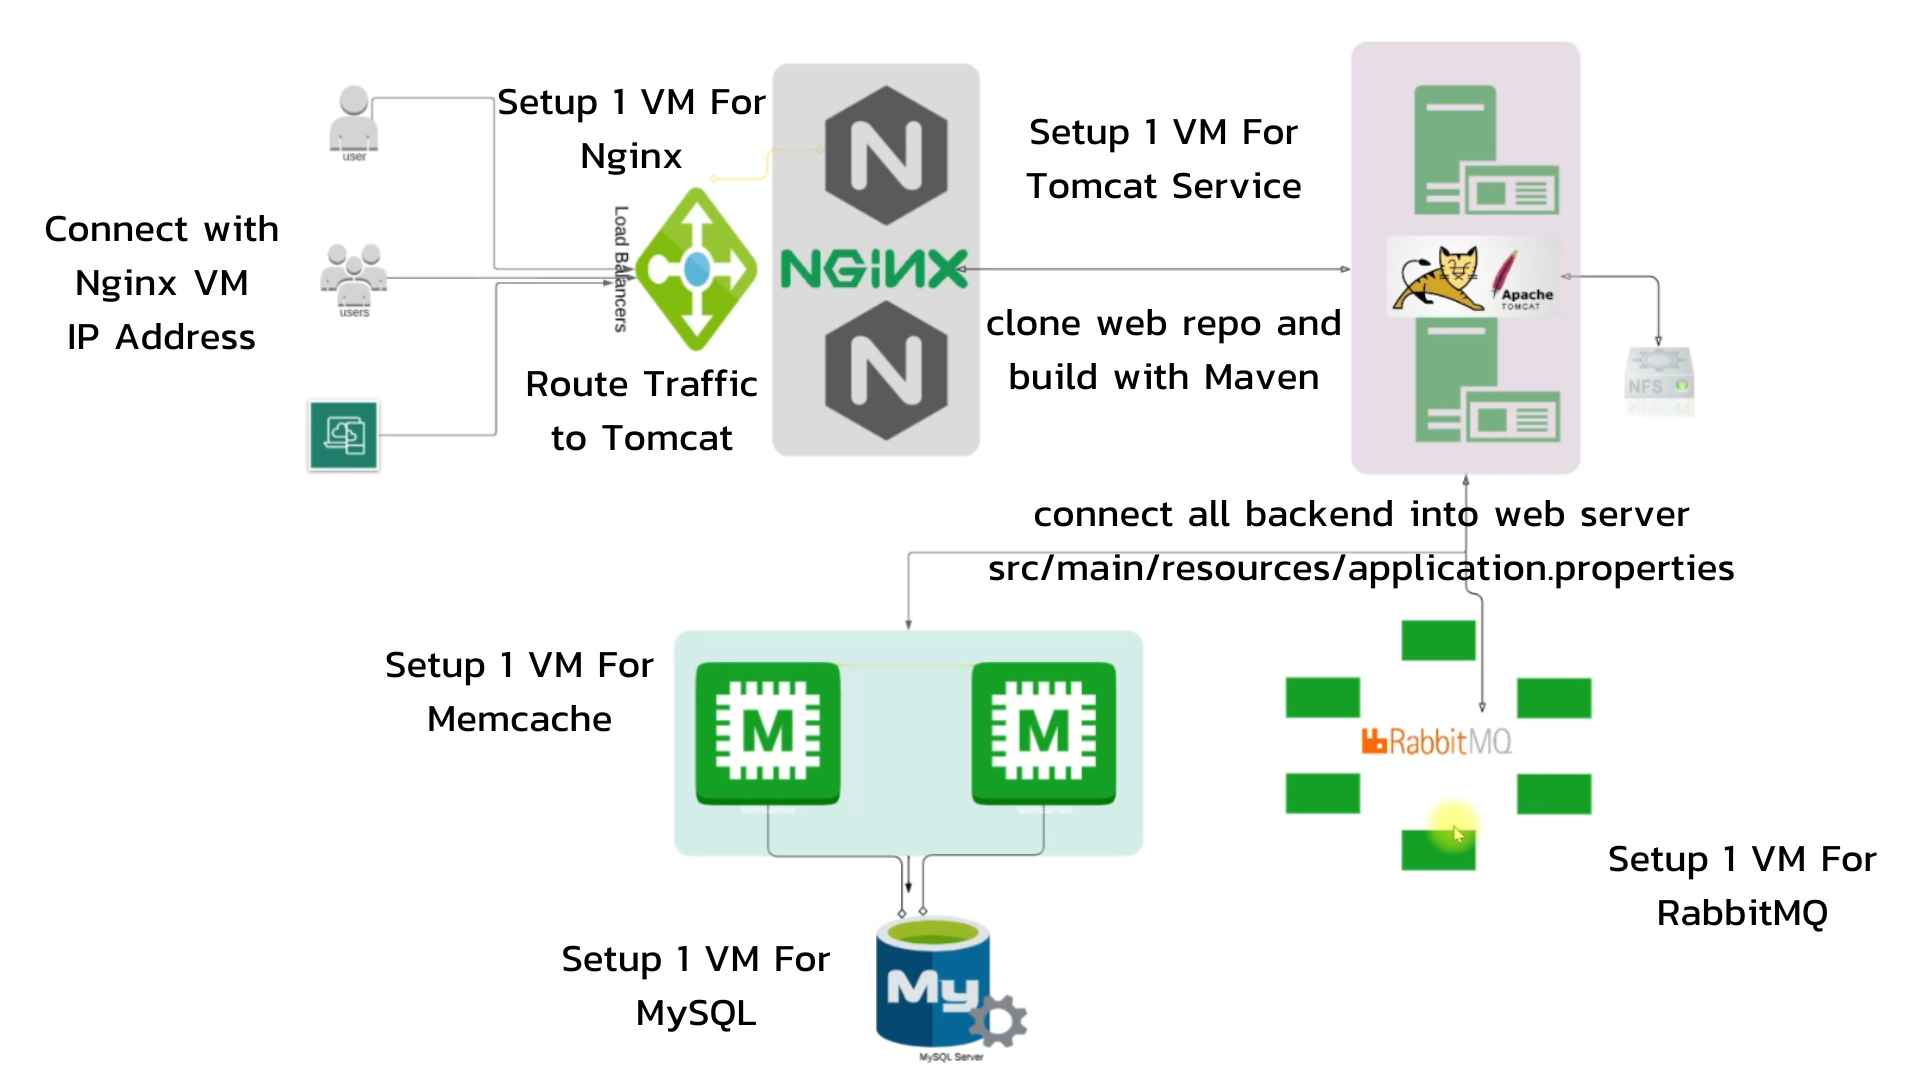 Setup 1 VM For
Nginx
user
Connect with
Nginx VM
IP Address
users
Load Balancers
Route Traffic
to Tomcat
N
NGiNX
N
Setup 1 VM For
Tomcat Service
clone web repo and
build with Maven
Apache
TOMCAT
NFS
connect all backend into web server
src/main/resources/application.properties
Setup 1 VM For
Memcache
M
M
RabbitMQ
Setup 1 VM For
RabbitMQ
Setup 1 VM For
MySQL
My
MySQL Server